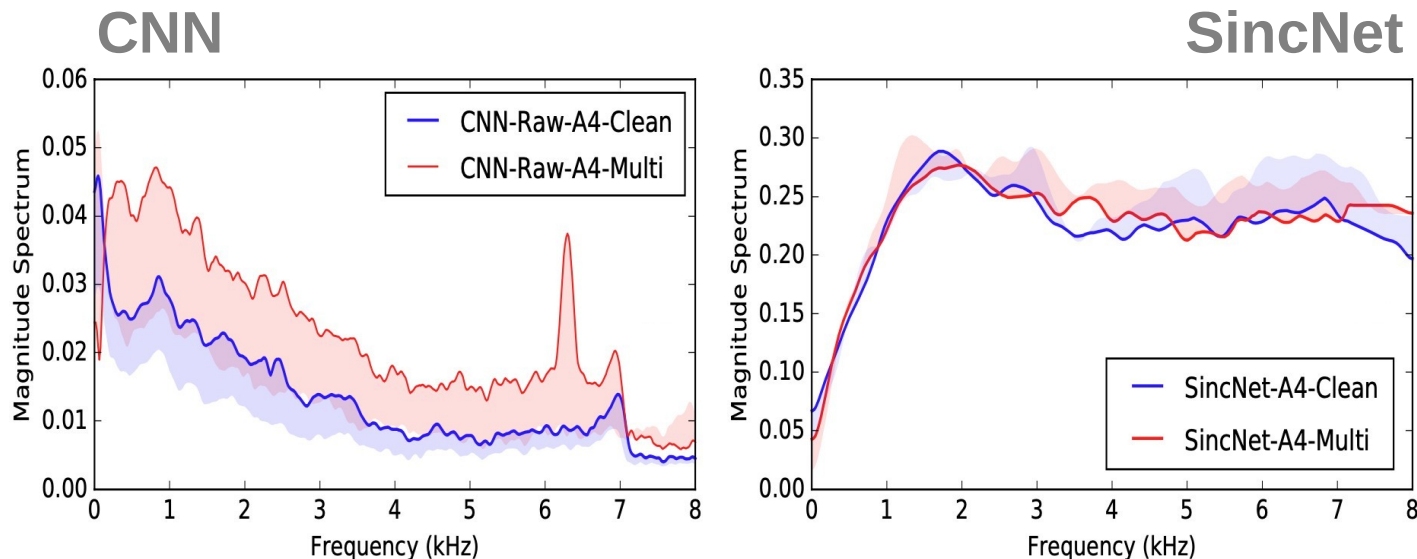 CNN
SincNet
0.06
0.05
0.04
0.03
0.02
0.01
0.00
Magnitude Spectrum
CNN-Raw-A4-Clean
CNN-Raw-A4-Multi
0 1 2 3 4 5 6 7 8
Frequency (kHz)
0.35
0.30
0.25
0.20
0.15
0.10
0.05
0.00
Magnitude Spectrum
SincNet-A4-Clean
SincNet-A4-Multi
0 1 2 3 4 5 6 7 8
Frequency (kHz)